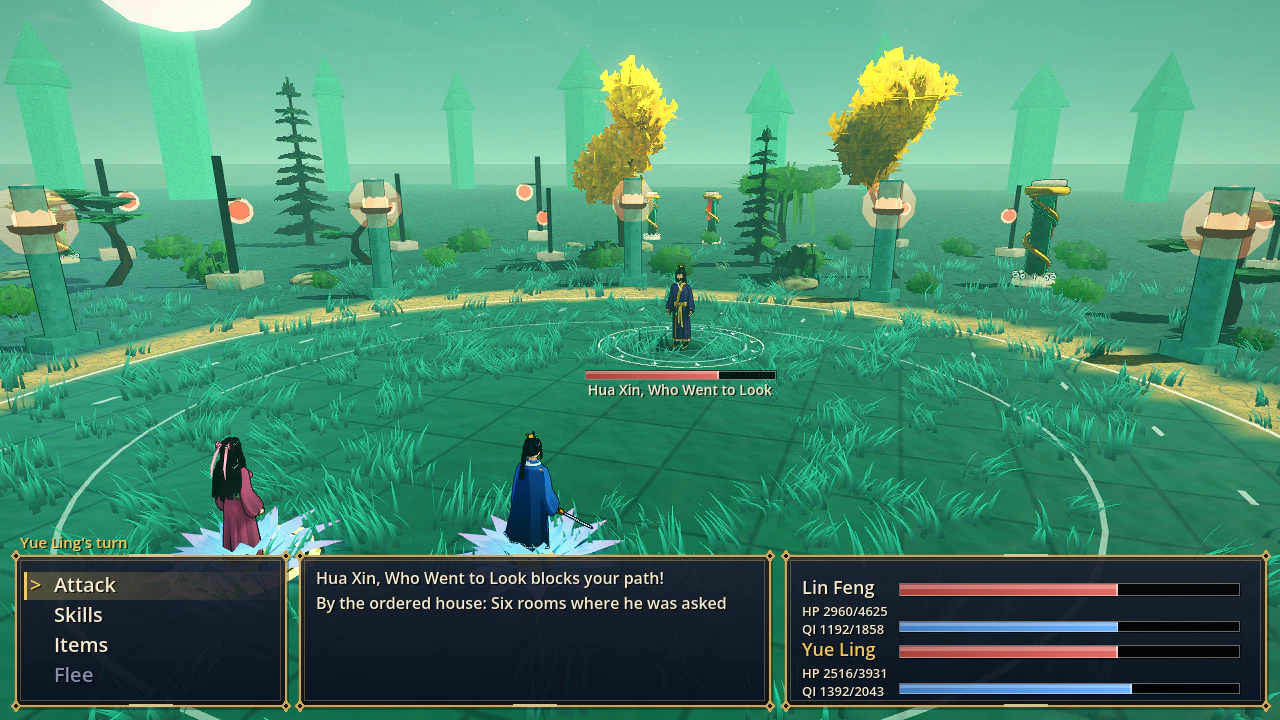 Hua Xin, Who Went to Look
Yue Ling's turn
> Attack
Skills
Items
Flee
Hua Xin, Who Went to Look blocks your path!
By the ordered house: Six rooms where he was asked
Lin Feng
HP 2960/4625
QI 1192/1858
Yue Ling
HP 2516/3931
QI 1392/2043